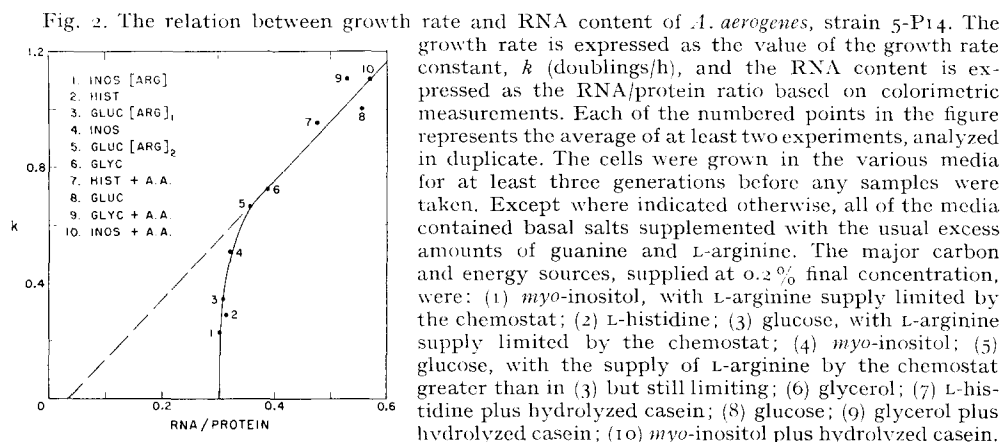 Fig. 2. The relation between growth rate and RNA content of A. aerogenes, strain 5-P14. The
growth rate is expressed as the value of the growth rate
constant, k (doublings/h), and the RNA content is ex-
pressed as the RNA/protein ratio based on colorimetric
measurements. Each of the numbered points in the figure
represents the average of at least two experiments, analyzed
in duplicate. The cells were grown in the various media
for at least three generations before any samples were
taken. Except where indicated otherwise, all of the media
contained basal salts supplemented with the usual excess
amounts of guanine and L-arginine. The major carbon
and energy sources, supplied at 0.2 % final concentration,
were: (1) myo-inositol, with L-arginine supply limited by
the chemostat; (2) L-histidine; (3) glucose, with L-arginine
supply limited by the chemostat; (4) myo-inositol; (5)
glucose, with the supply of L-arginine by the chemostat
greater than in (3) but still limiting; (6) glycerol; (7) L-his-
tidine plus hydrolyzed casein; (8) glucose; (9) glycerol plus
hydrolyzed casein; (10) myo-inositol plus hydrolyzed casein.
1.2
0.8
k
0.4
0
0
0.2
0.4
0.6
RNA/PROTEIN
1. INOS [ARG]
2. HIST
3. GLUC [ARG]1
4. INOS
5. GLUC [ARG]2
6. GLYC
7. HIST + A.A.
8. GLUC
9. GLYC + A.A.
10. INOS + A.A.
9
10
8
7
6
5
4
3
2
1